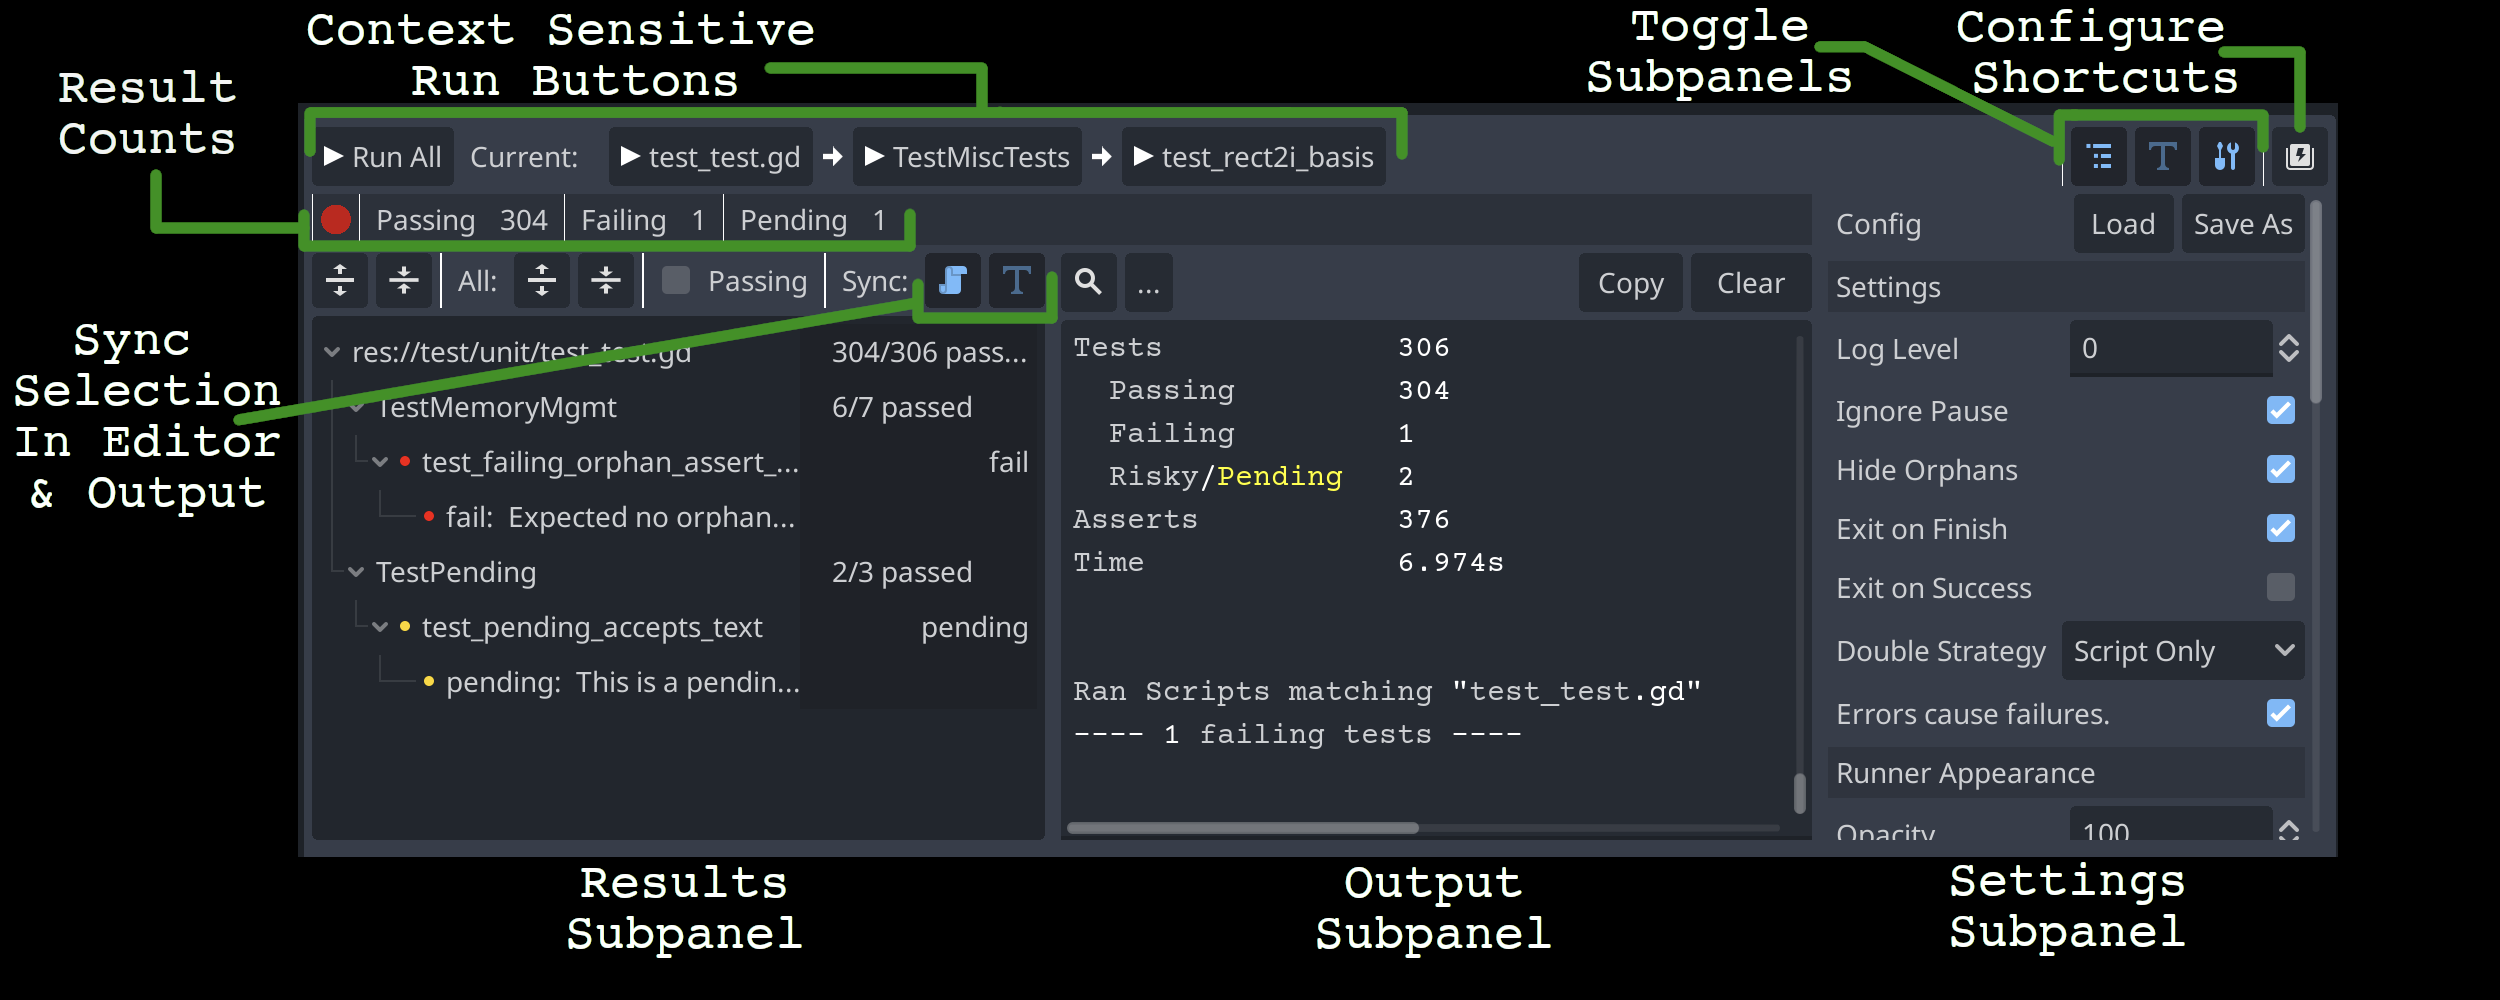 Context Sensitive
Run Buttons
Toggle
Subpanels
Configure
Shortcuts
Result
Counts
Run All
Current:
test_test.gd
TestMiscTests
test_rect2i_basis
Passing 304
Failing 1
Pending 1
All:
Passing
Sync:
...
Copy
Clear
Sync
Selection
In Editor
& Output
res://test/unit/test_test.gd 304/306 pass...
TestMemoryMgmt 6/7 passed
test_failing_orphan_assert_... fail
fail: Expected no orphan...
TestPending 2/3 passed
test_pending_accepts_text pending
pending: This is a pendin...
Tests 306
Passing 304
Failing 1
Risky/Pending 2
Asserts 376
Time 6.974s
Ran Scripts matching "test_test.gd"
---- 1 failing tests ----
Config
Load
Save As
Settings
Log Level 0
Ignore Pause
Hide Orphans
Exit on Finish
Exit on Success
Double Strategy Script Only
Errors cause failures.
Runner Appearance
Opacity 100
Results
Subpanel
Output
Subpanel
Settings
Subpanel